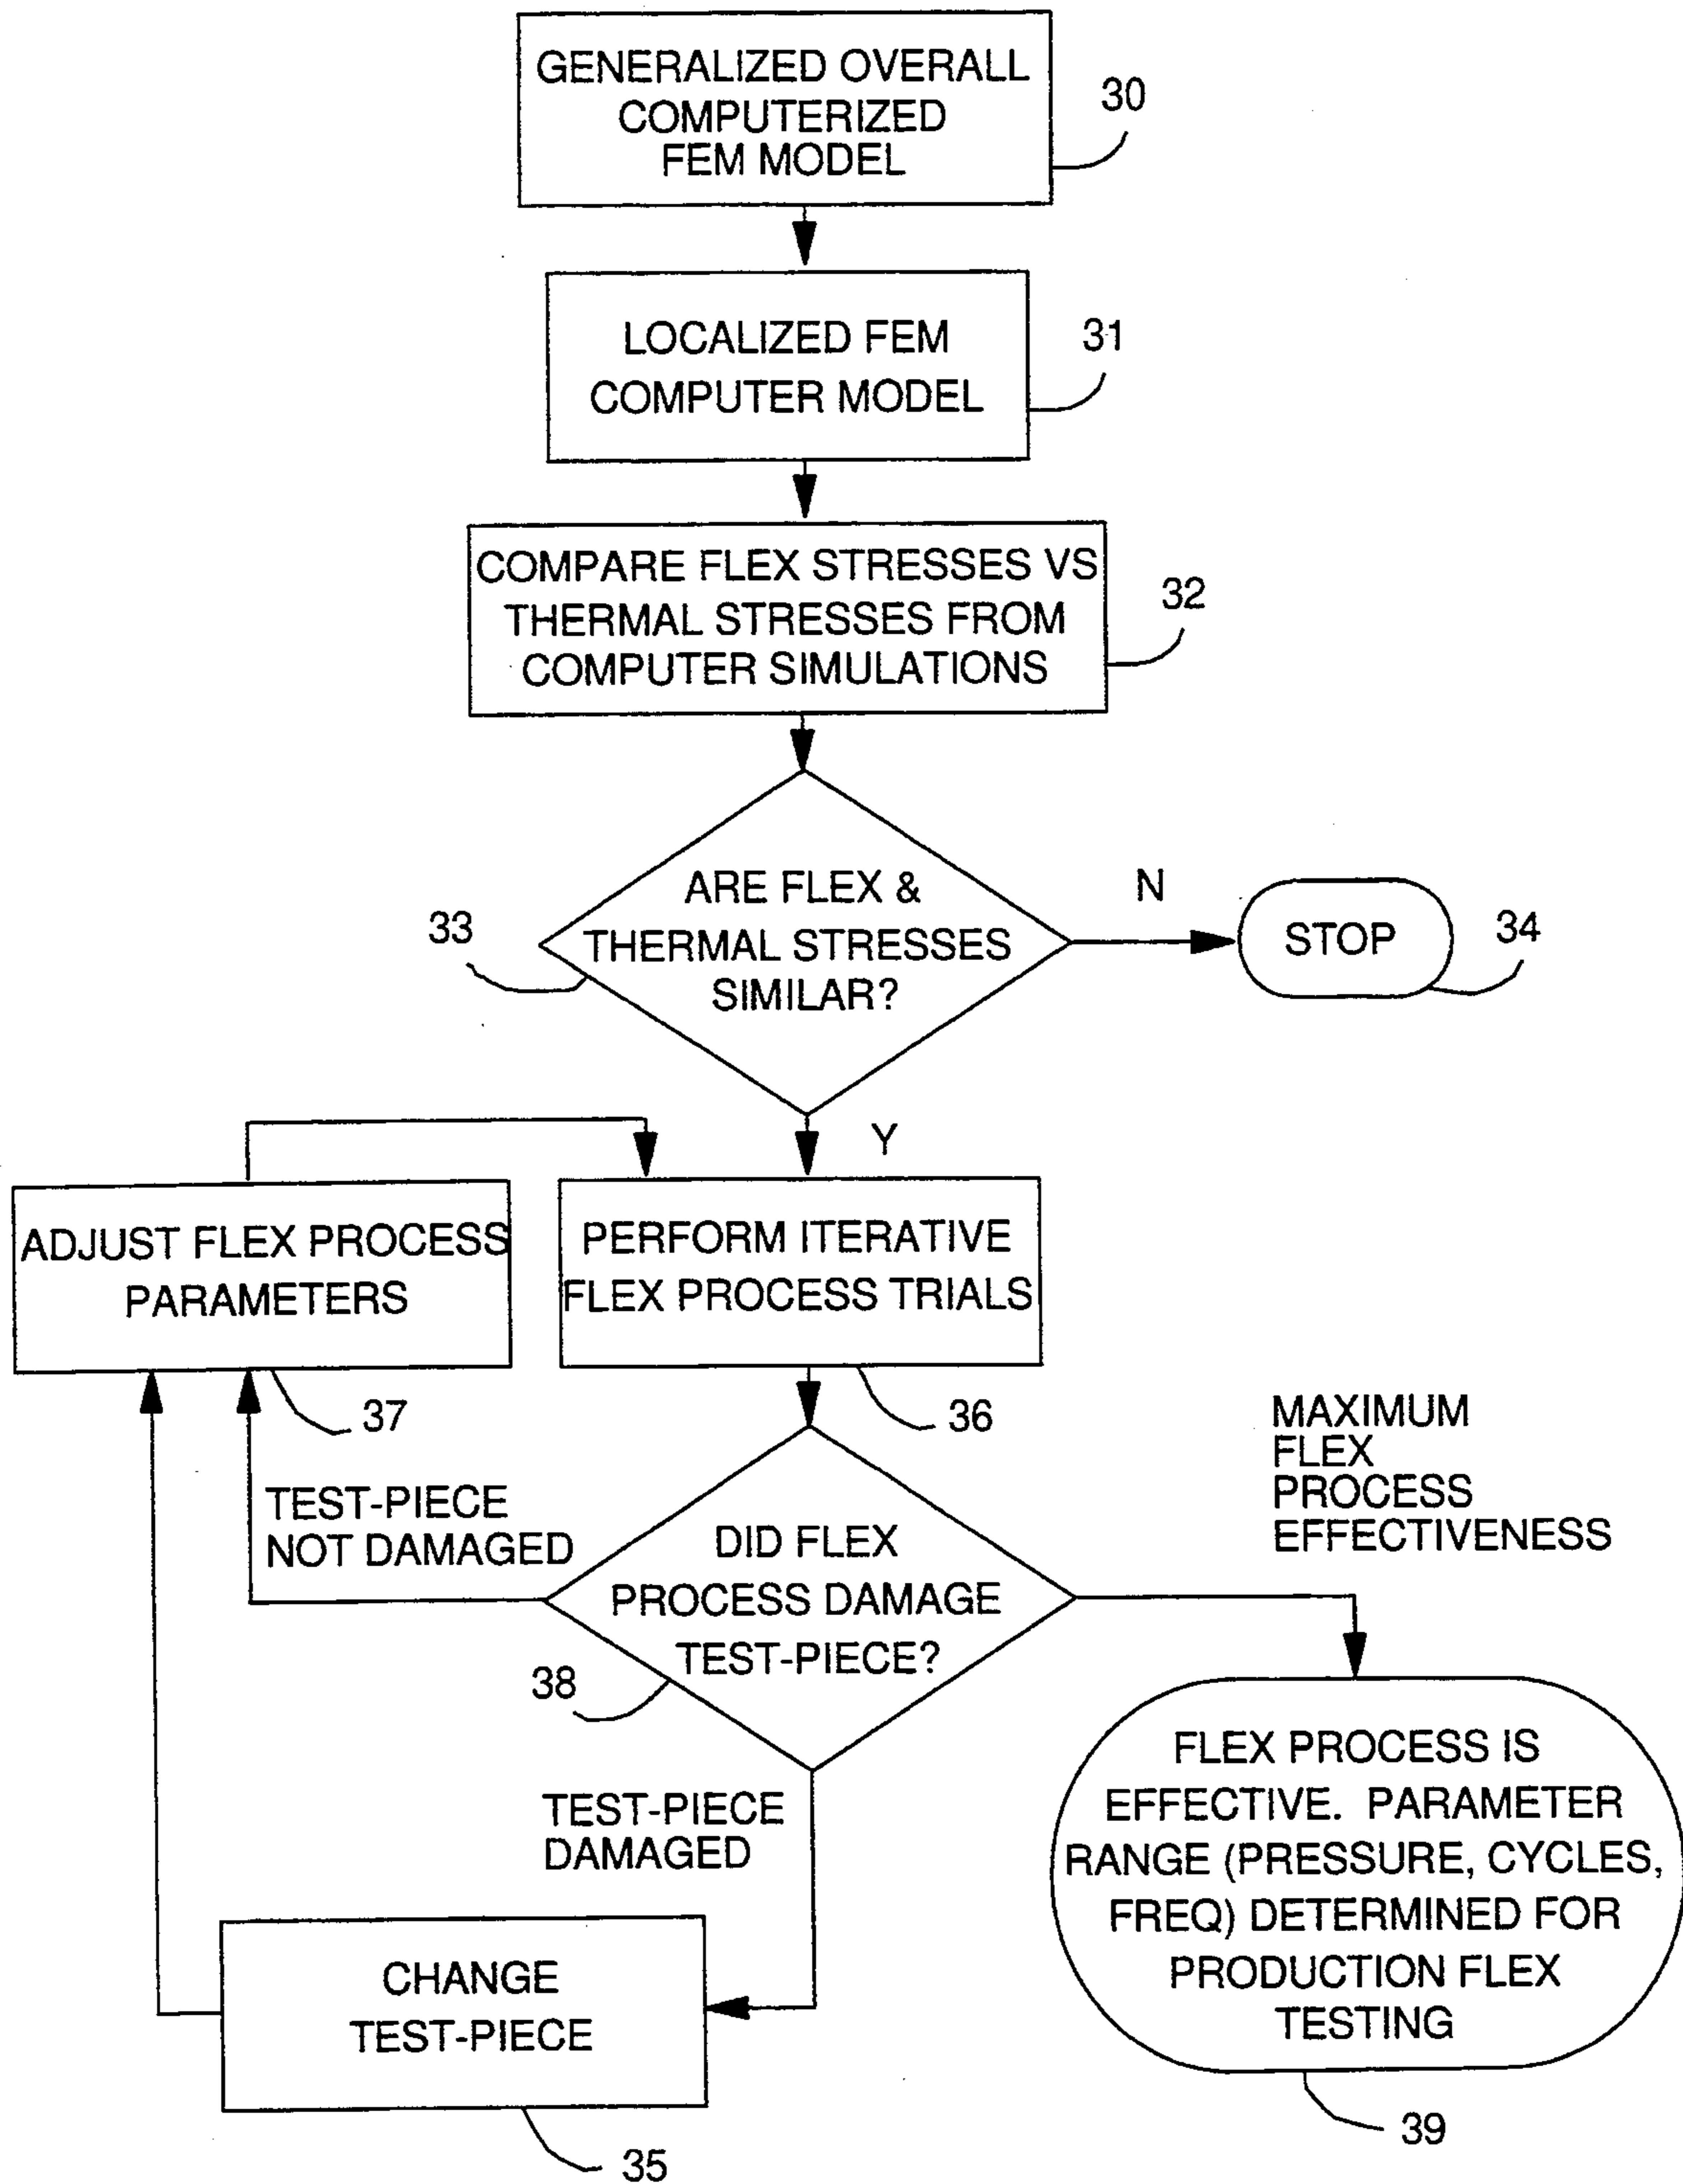 GENERALIZED OVERALL
COMPUTERIZED
FEM MODEL
30
LOCALIZED FEM
COMPUTER MODEL
31
COMPARE FLEX STRESSES VS
THERMAL STRESSES FROM
COMPUTER SIMULATIONS
32
ARE FLEX &
THERMAL STRESSES
SIMILAR?
33
N
STOP
34
Y
ADJUST FLEX PROCESS
PARAMETERS
37
PERFORM ITERATIVE
FLEX PROCESS TRIALS
36
TEST-PIECE
NOT DAMAGED
DID FLEX
PROCESS DAMAGE
TEST-PIECE?
38
MAXIMUM
FLEX
PROCESS
EFFECTIVENESS
TEST-PIECE
DAMAGED
CHANGE
TEST-PIECE
35
FLEX PROCESS IS
EFFECTIVE. PARAMETER
RANGE (PRESSURE, CYCLES,
FREQ) DETERMINED FOR
PRODUCTION FLEX
TESTING
39